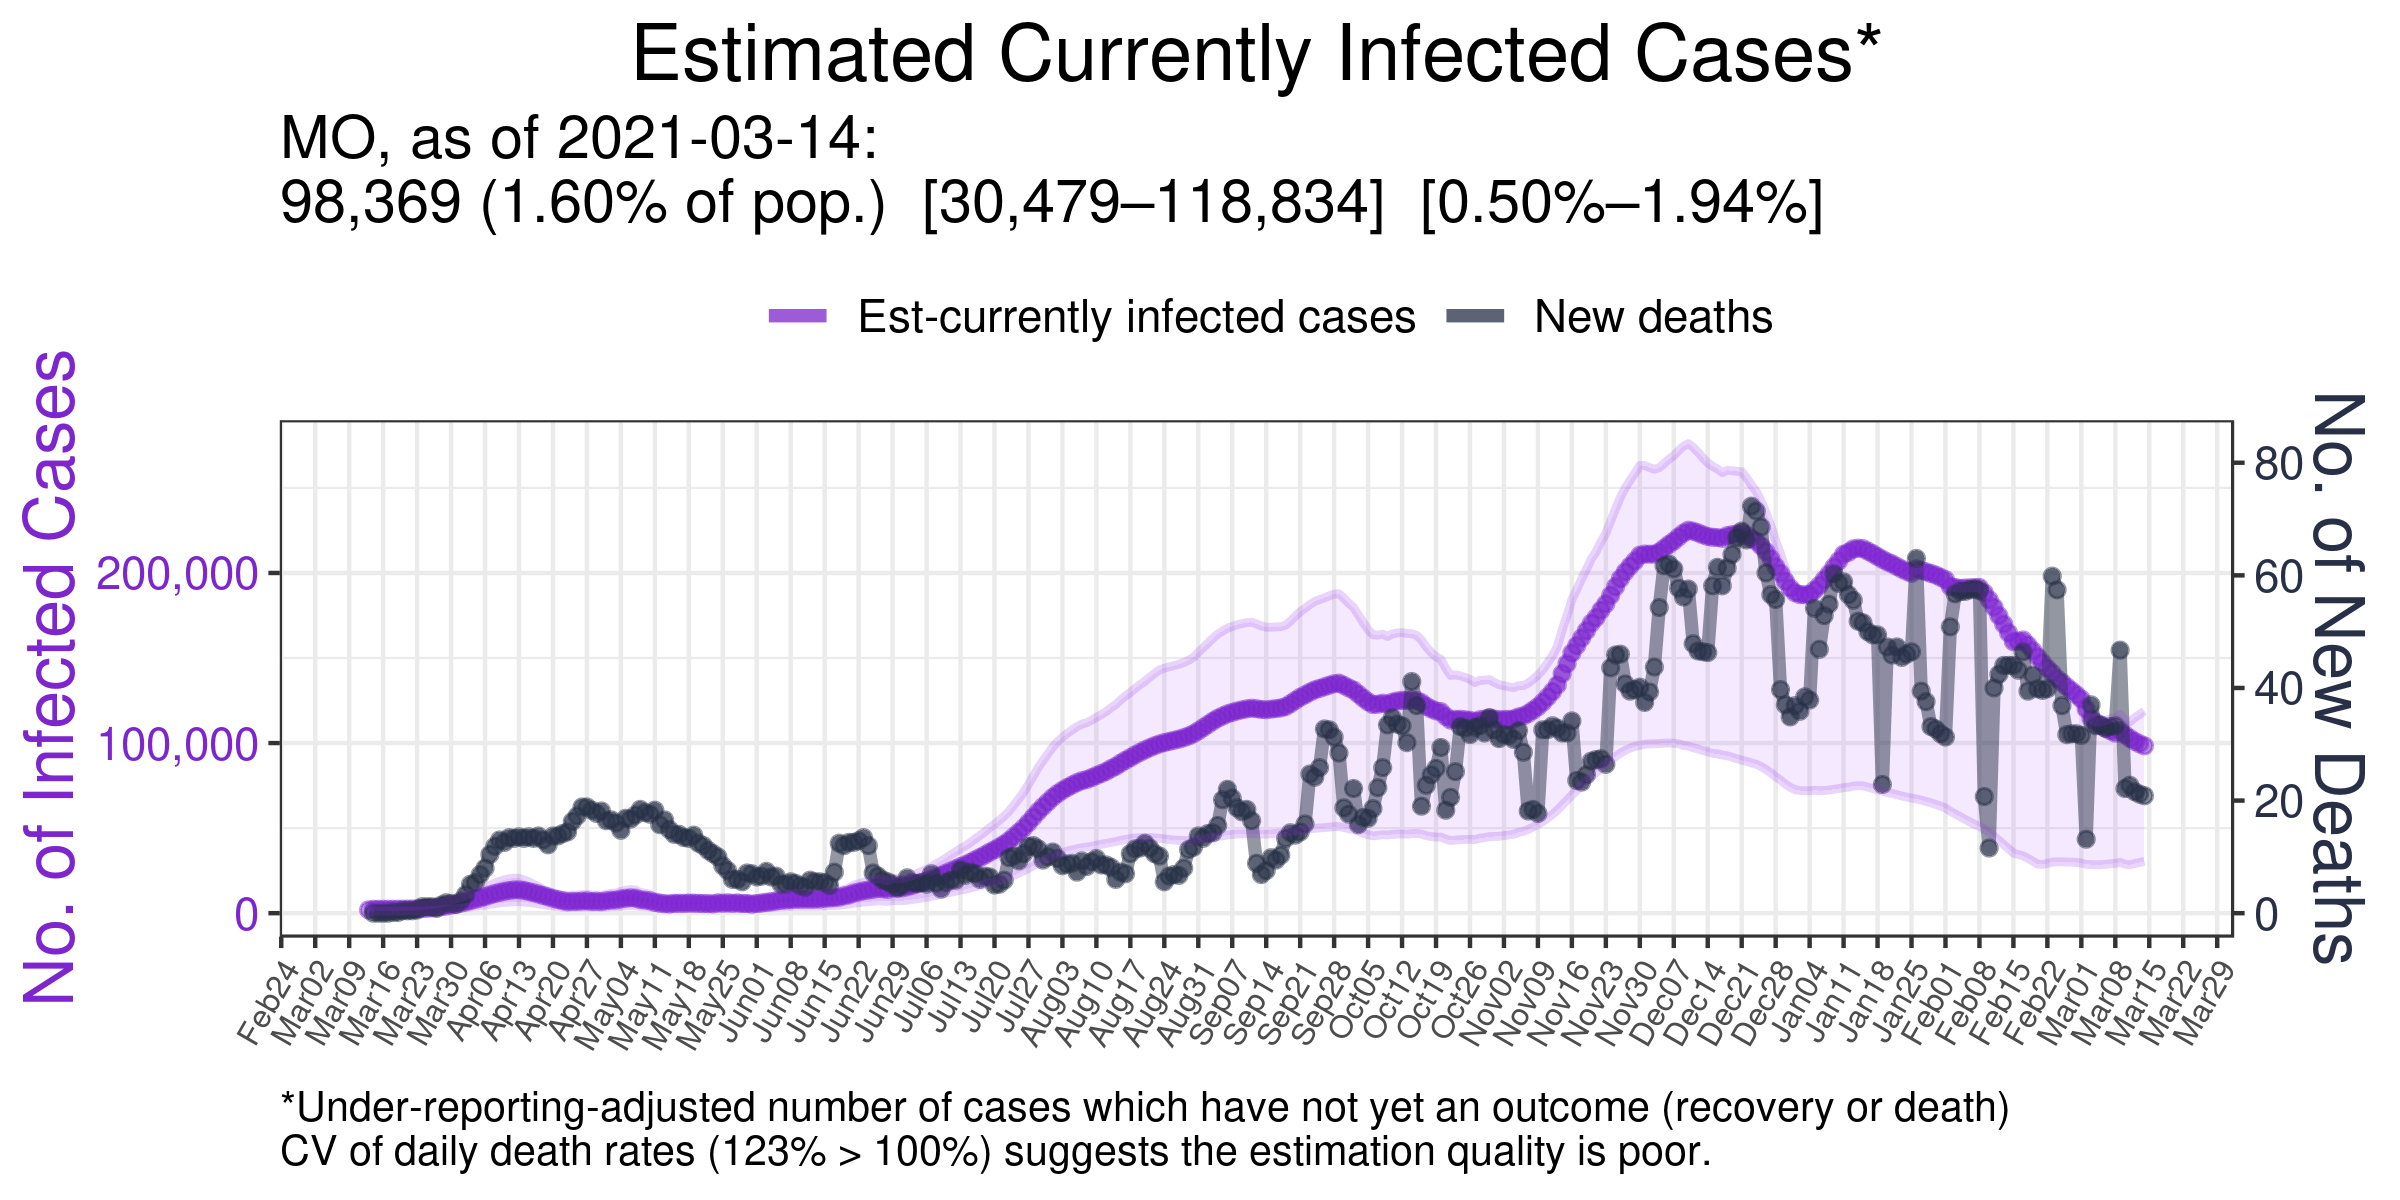 Estimated Currently Infected Cases*
MO, as of 2021-03-14:
98,369 (1.60% of pop.)  [30,479–118,834]  [0.50%–1.94%]
Est-currently infected cases
New deaths
No. of Infected Cases
200,000
100,000
0
No. of New Deaths
80
60
40
20
0
Feb24
Mar02
Mar09
Mar16
Mar23
Mar30
Apr06
Apr13
Apr20
Apr27
May04
May11
May18
May25
Jun01
Jun08
Jun15
Jun22
Jun29
Jul06
Jul13
Jul20
Jul27
Aug03
Aug10
Aug17
Aug24
Aug31
Sep07
Sep14
Sep21
Sep28
Oct05
Oct12
Oct19
Oct26
Nov02
Nov09
Nov16
Nov23
Nov30
Dec07
Dec14
Dec21
Dec28
Jan04
Jan11
Jan18
Jan25
Feb01
Feb08
Feb15
Feb22
Mar01
Mar08
Mar15
Mar22
Mar29
*Under-reporting-adjusted number of cases which have not yet an outcome (recovery or death)
CV of daily death rates (123% > 100%) suggests the estimation quality is poor.